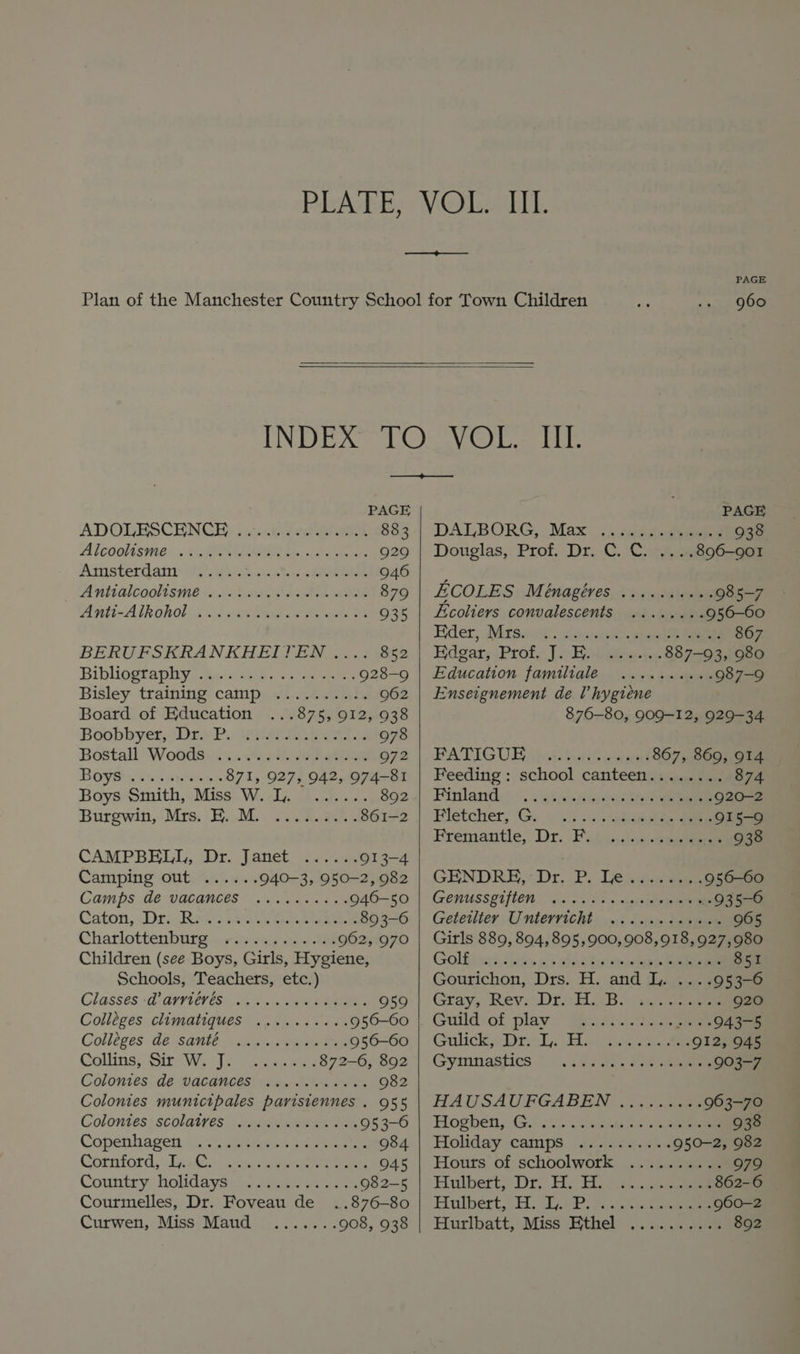 PLATE, VOL. III.
PAGE
Plan of the Manchester Country School for Town Children .. .. 960
INDEX TO VOL. III.
PAGE
ADOLESCENCE .................. 883
Alcoolisme .................... 929
Amsterdam .................... 946
Antialcoolisme ................. 879
Anti-Alkohol .................. 935
BERUFSKRANKHEITEN .... 852
Bibliography .................928-9
Bisley training camp .......... 962
Board of Education ...875, 912, 938
Boobbyer, Dr. P. .............. 978
Bostall Woods ................. 972
Boys ..........871, 927, 942, 974-81
Boys Smith, Miss W. L. ...... 892
Burgwin, Mrs. E. M. .........861-2
CAMPBELL, Dr. Janet ......913-4
Camping out ......940-3, 950-2, 982
Camps de vacances ..........946-50
Caton, Dr. R. .................893-6
Charlottenburg ............962, 970
Children (see Boys, Girls, Hygiene,
Schools, Teachers, etc.)
Classes d'arriérés .............. 959
Collèges climatiques ..........956-60
Collèges de santé ............956-60
Collins, Sir W. J. ........872-6, 892
Colonies de vacances ........... 982
Colonies municipales parisiennes . 955
Colonies scolaires .............953-6
Copenhagen .................. 984
Cornford, L. C. ................ 945
Country holidays ............982-5
Courmelles, Dr. Foveau de ..876-80
Curwen, Miss Maud .......908, 938
PAGE
DALBORG, Max .............. 938
Douglas, Prof. Dr. C. C. ....896-901
ÉCOLES Ménagéres ..........985-7
Écoliers convalescents ........956-60
Eder, Mrs. .................... 867
Edgar, Prof. J. E. .......887-93, 980
Education familiale ..........987-9
Enseignement de l'hygiène
876-80, 909-12, 929-34
FATIGUE ............867, 869, 914
Feeding : school canteen........ 874
Finland .....................920-2
Fletcher, G. .................915-9
Fremantle, Dr. F. ............. 938
GENDRE, Dr. P. Le ........956-60
Genussgiften .................935-6
Geteilter Unterricht ............ 965
Girls 889, 894, 895, 900, 908, 918, 927, 980
Golf .......................... 851
Gourichon, Drs. H. and L. ....953-6
Gray, Rev. Dr. H. B. .......... 920
Guild of play ................943-5
Gulick, Dr. L. H. .........912, 945
Gymnastics ..................903-7
HAUSAUFGABEN .........963-70
Hogben, G. .................... 938
Holiday camps ..........950-2, 982
Hours of schoolwork .......... 979
Hulbert, Dr. H. H. ..........862-6
Hulbert, H. L. P. .............960-2
Hurlbatt, Miss Ethel .......... 892